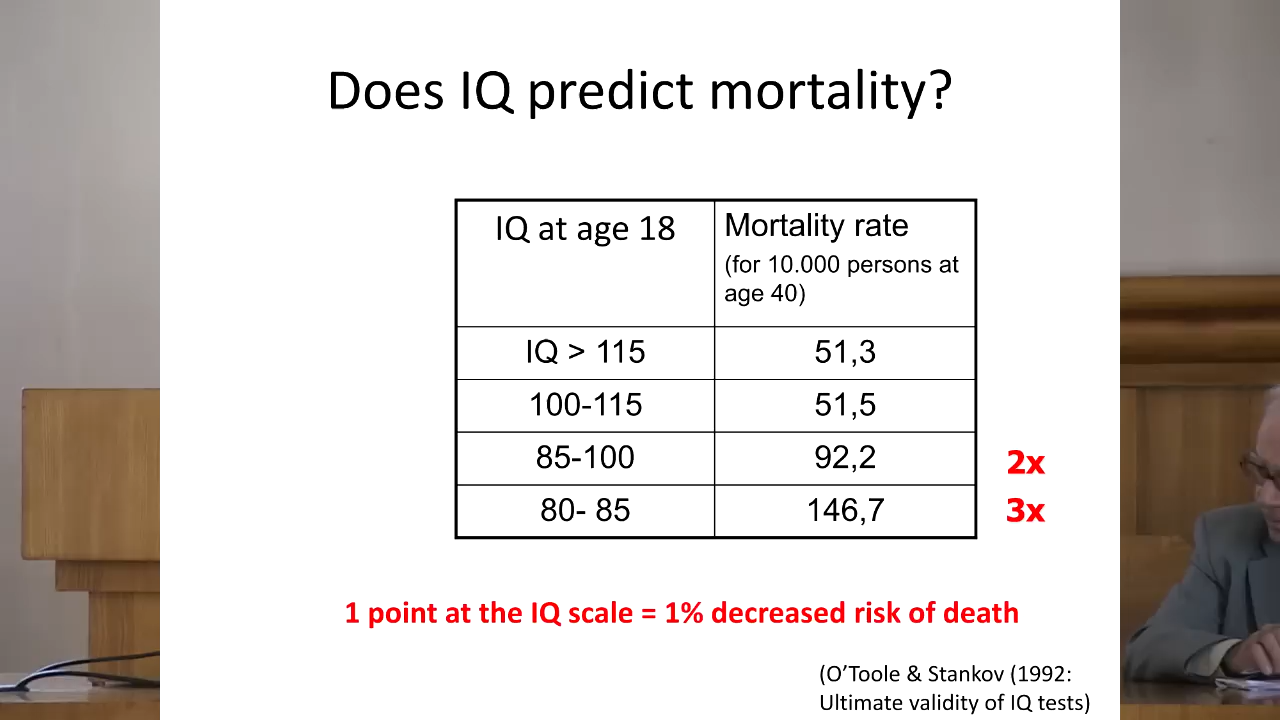 Does IQ predict mortality?
IQ at age 18
Mortality rate
(for 10.000 persons at
age 40)
IQ > 115
51,3
100-115
51,5
85-100
92,2
2x
80- 85
146,7
3x
1 point at the IQ scale = 1% decreased risk of death
(O’Toole & Stankov (1992:
Ultimate validity of IQ tests)